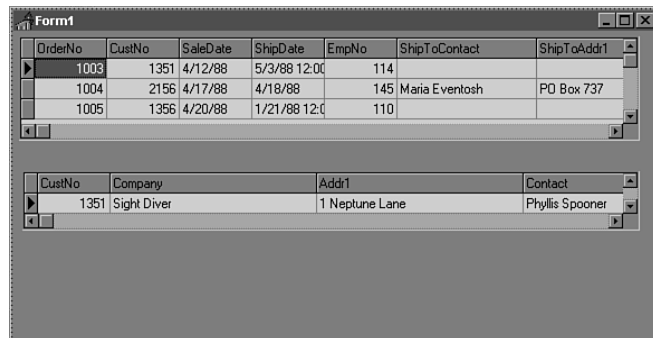 Form1
OrderNo CustNo SaleDate ShipDate EmpNo ShipToContact ShipToAddr1
1003 1351 4/12/88 5/3/88 12:00 114
1004 2156 4/17/88 4/18/88 145 Maria Eventosh PO Box 737
1005 1356 4/20/88 1/21/88 12:0 110
CustNo Company Addr1 Contact
1351 Sight Diver 1 Neptune Lane Phyllis Spooner